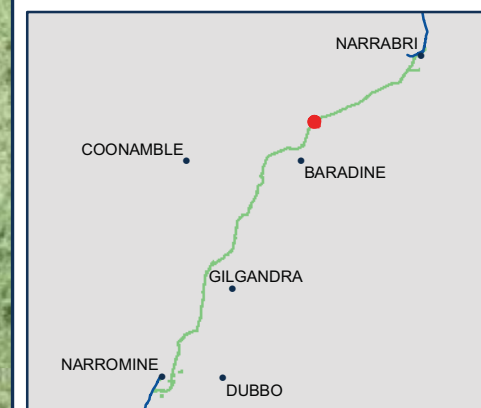 NARRABRI
COONAMBLE
BARADINE
GILGANDRA
NARROMINE
DUBBO